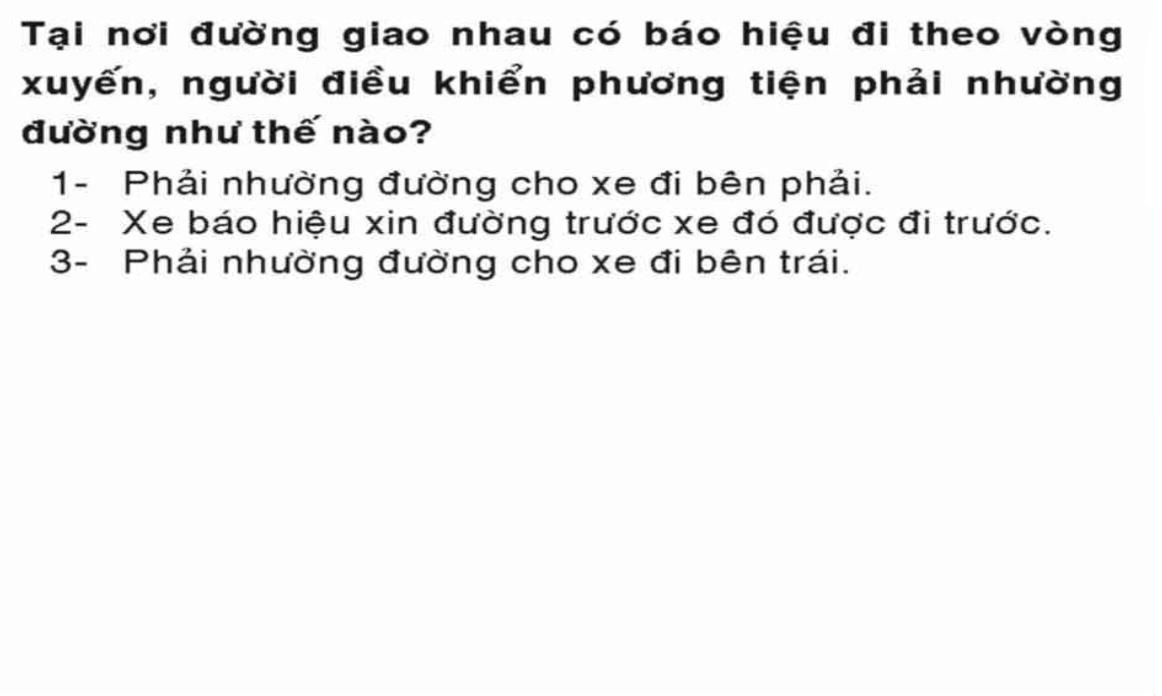 Tại nơi đường giao nhau có báo hiệu đi theo vòng
xuyến, người điều khiển phương tiện phải nhường
đường như thế nào?
1- Phải nhường đường cho xe đi bên phải.
2- Xe báo hiệu xin đường trước xe đó được đi trước.
3- Phải nhường đường cho xe đi bên trái.